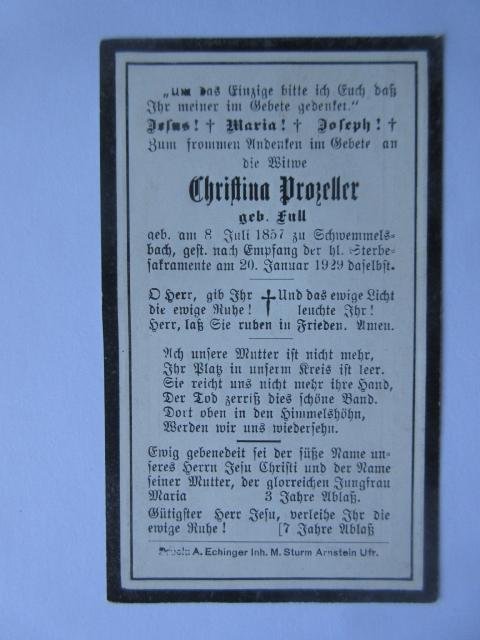 „Um das Einzige bitte ich Euch daß
Ihr meiner im Gebete gedenket."
Jesus! † Maria! † Joseph! †
Zum frommen Andenken im Gebete an
die Witwe
Christina Prozeller
geb. Full
geb. am 8. Juli 1857 zu Schwemmels-
bach, gest. nach Empfang der hl. Sterbe-
sakramente am 20. Januar 1929 daselbst.
O Herr, gib Ihr † Und das ewige Licht
die ewige Ruhe! leuchte Ihr!
Herr, laß Sie ruhen in Frieden. Amen.
Ach unsere Mutter ist nicht mehr,
Ihr Platz in unserm Kreis ist leer.
Sie reicht uns nicht mehr ihre Hand,
Der Tod zerriß dies schöne Band.
Dort oben in den Himmelshöhn,
Werden wir uns wiedersehn.
Ewig gebenedeit sei der süße Name un-
seres Herrn Jesu Christi und der Name
seiner Mutter, der glorreichen Jungfrau
Maria 3 Jahre Ablaß.
Gütigster Herr Jesu, verleihe Ihr die
ewige Ruhe! [7 Jahre Ablaß
A. Echinger Inh. M. Sturm Arnstein Ufr.